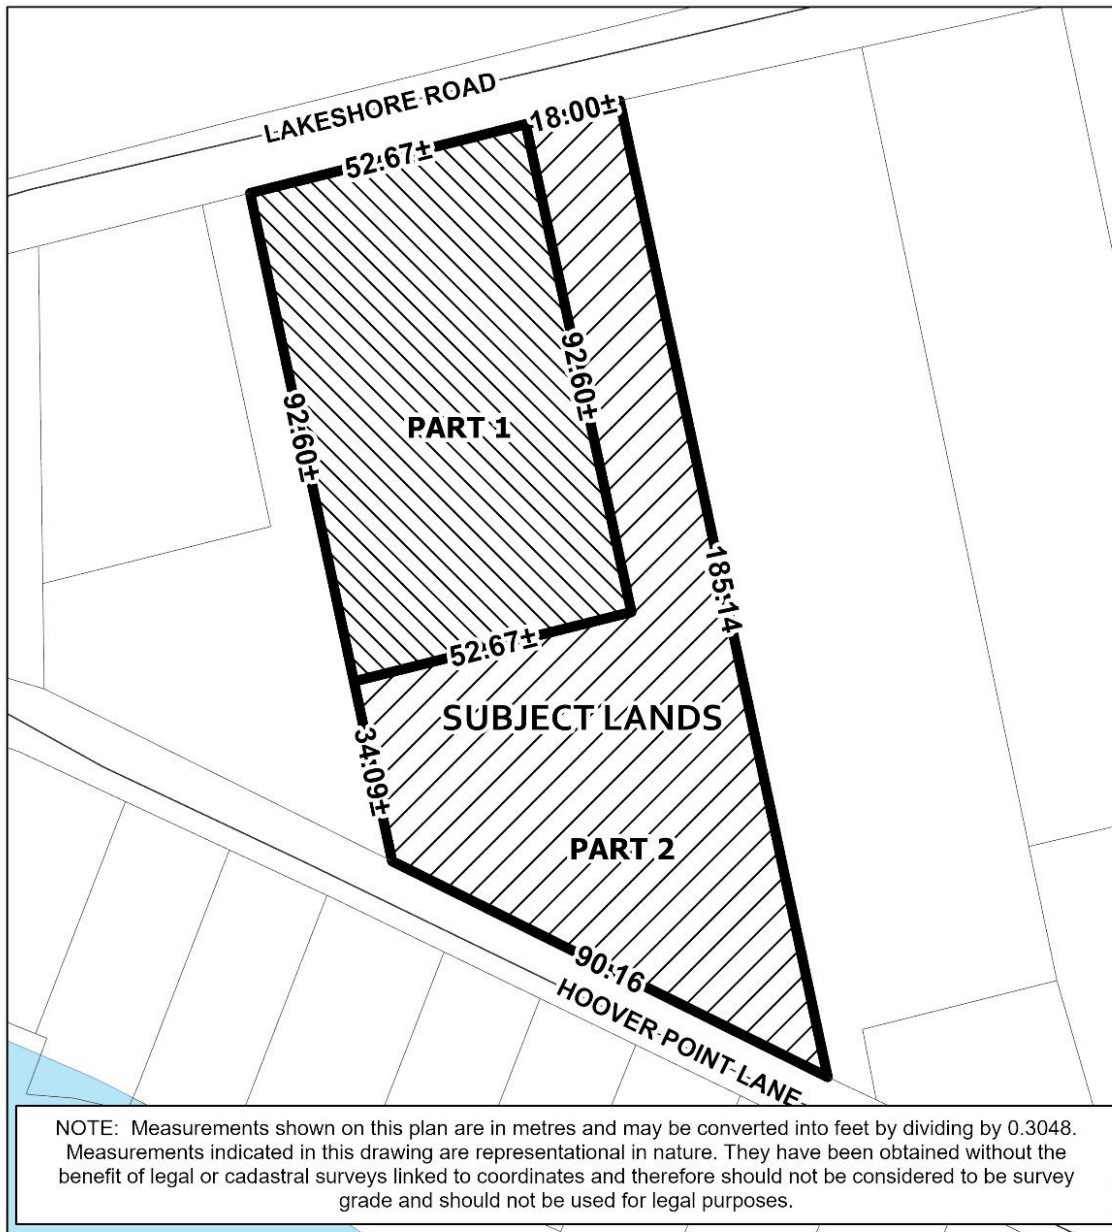 LAKESHORE ROAD
18.00±
52.67±
92.60±
92.60±
PART 1
185.14
52.67±
SUBJECT LANDS
34.09±
PART 2
90.16
HOOVER POINT LANE
NOTE: Measurements shown on this plan are in metres and may be converted into feet by dividing by 0.3048.
Measurements indicated in this drawing are representational in nature. They have been obtained without the
benefit of legal or cadastral surveys linked to coordinates and therefore should not be considered to be survey
grade and should not be used for legal purposes.